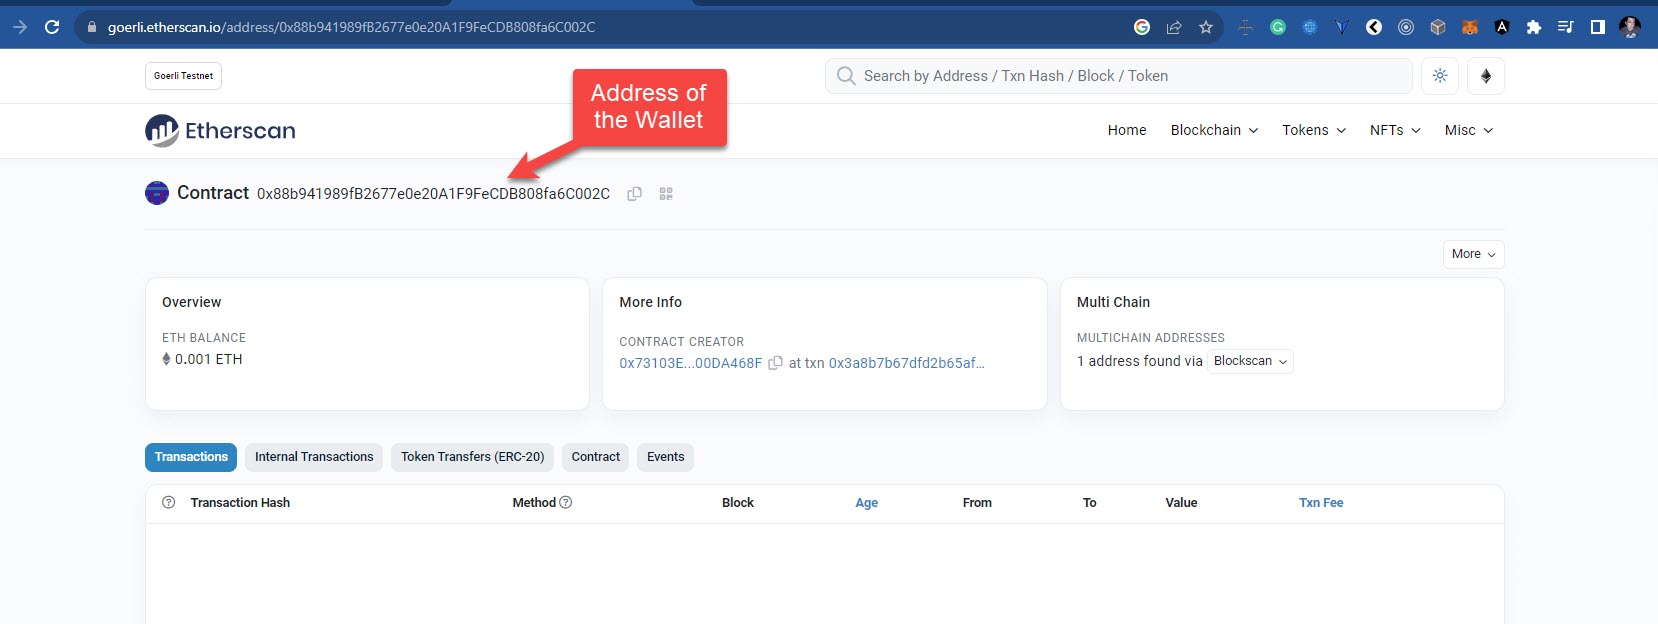 goerli.etherscan.io/address/0x88b941989fB2677e0e20A1F9FeCDB808fa6C002C
Goerli Testnet
Search by Address / Txn Hash / Block / Token
Address of
the Wallet
Etherscan
Home Blockchain Tokens NFTs Misc
Contract 0x88b941989fB2677e0e20A1F9FeCDB808fa6C002C
More
Overview
ETH BALANCE
0.001 ETH
More Info
CONTRACT CREATOR
0x73103E...00DA468F at txn 0x3a8b7b67dfd2b65af...
Multi Chain
MULTICHAIN ADDRESSES
1 address found via Blockscan
Transactions Internal Transactions Token Transfers (ERC-20) Contract Events
Transaction Hash Method Block Age From To Value Txn Fee